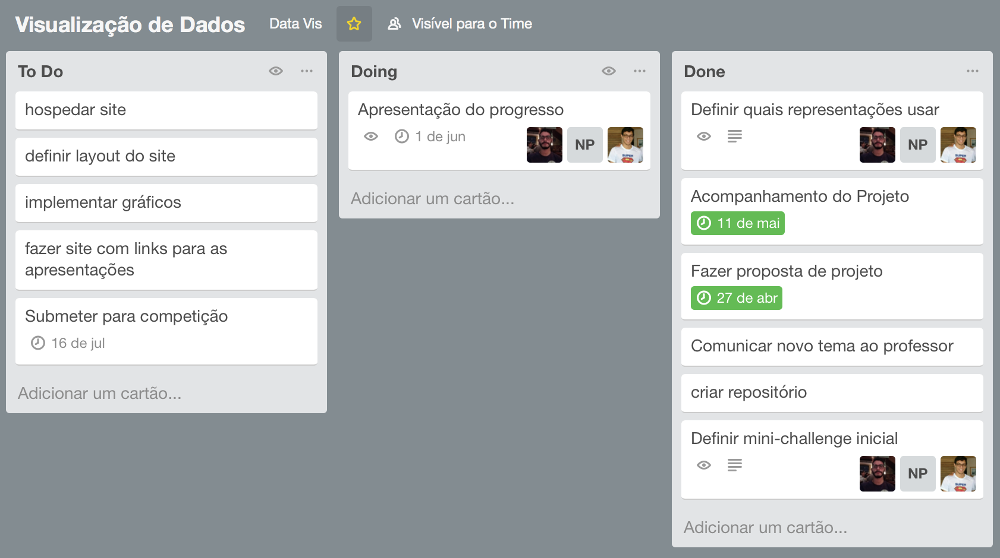 Visualização de Dados Data Vis Visível para o Time
To Do
hospedar site
definir layout do site
implementar gráficos
fazer site com links para as
apresentações
Submeter para competição
16 de jul
Adicionar um cartão...
Doing
Apresentação do progresso
1 de jun
NP
SUPER
Adicionar um cartão...
Done
Definir quais representações usar
NP
SUPER
Acompanhamento do Projeto
11 de mai
Fazer proposta de projeto
27 de abr
Comunicar novo tema ao professor
criar repositório
Definir mini-challenge inicial
NP
SUPER
Adicionar um cartão...